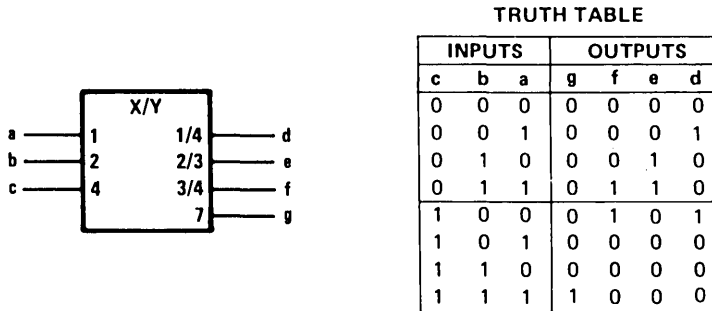 X/Y
a 1 1/4 d
b 2 2/3 e
c 4 3/4 f
7 g
TRUTH TABLE
INPUTS OUTPUTS
c b a g f e d
0 0 0 0 0 0 0
0 0 1 0 0 0 1
0 1 0 0 0 1 0
0 1 1 0 1 1 0
1 0 0 0 1 0 1
1 0 1 0 0 0 0
1 1 0 0 0 0 0
1 1 1 1 0 0 0